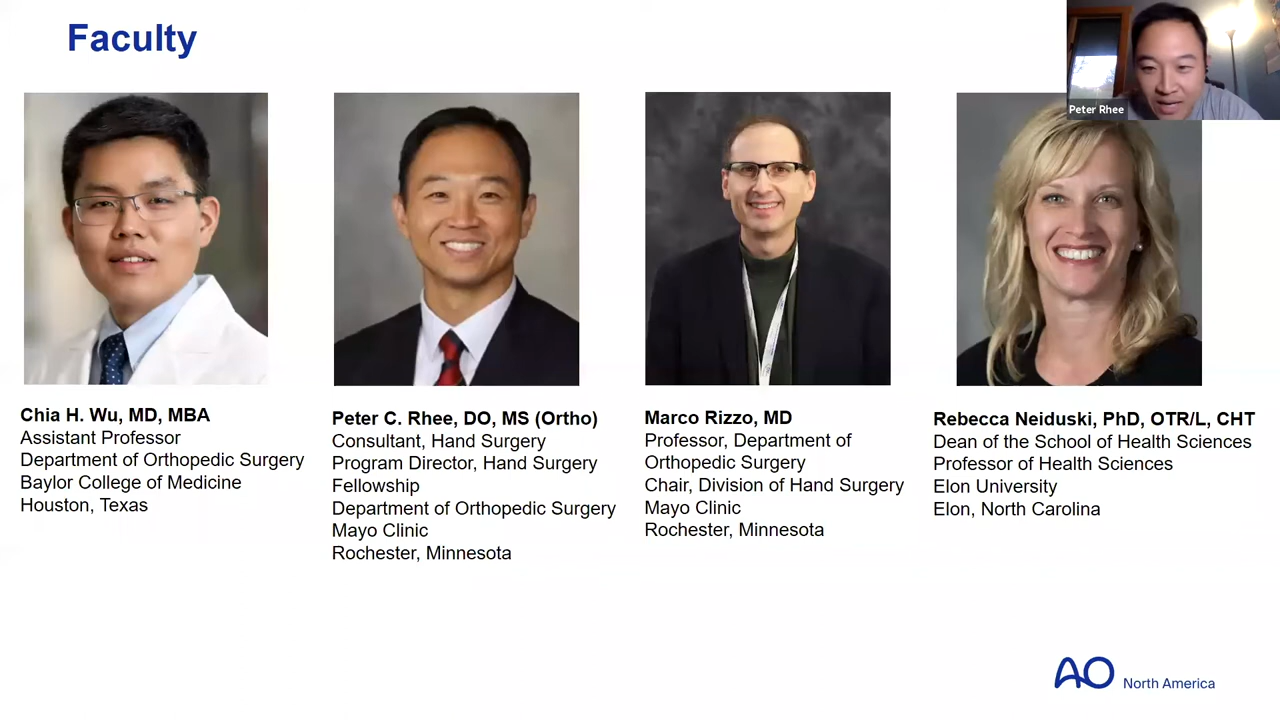 Faculty
Peter Rhee
Chia H. Wu, MD, MBA
Assistant Professor
Department of Orthopedic Surgery
Baylor College of Medicine
Houston, Texas
Peter C. Rhee, DO, MS (Ortho)
Consultant, Hand Surgery
Program Director, Hand Surgery
Fellowship
Department of Orthopedic Surgery
Mayo Clinic
Rochester, Minnesota
Marco Rizzo, MD
Professor, Department of
Orthopedic Surgery
Chair, Division of Hand Surgery
Mayo Clinic
Rochester, Minnesota
Rebecca Neiduski, PhD, OTR/L, CHT
Dean of the School of Health Sciences
Professor of Health Sciences
Elon University
Elon, North Carolina
AO North America